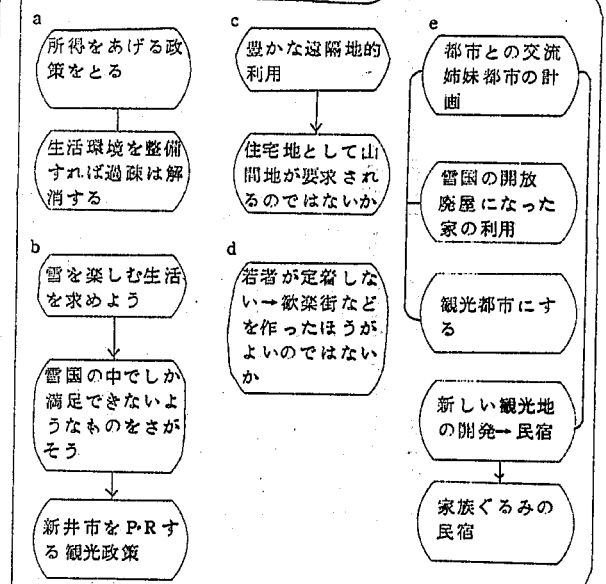 a
所得をあげる政
策をとる
生活環境を整備
すれば過疎は解
消する
b
雪を楽しむ生活
を求めよう
雪国の中でしか
満足できないよ
うなものをさが
そう
新井市をP・Rす
る観光政策
c
豊かな遠隔地的
利用
住宅地として山
間地が要求され
るのではないか
d
若者が定着しな
い→歓楽街など
を作ったほうが
よいのではない
か
e
都市との交流
姉妹都市の計
画
雪国の開放
廃屋になった
家の利用
観光都市にす
る
新しい観光地
の開発→民宿
家族ぐるみの
民宿